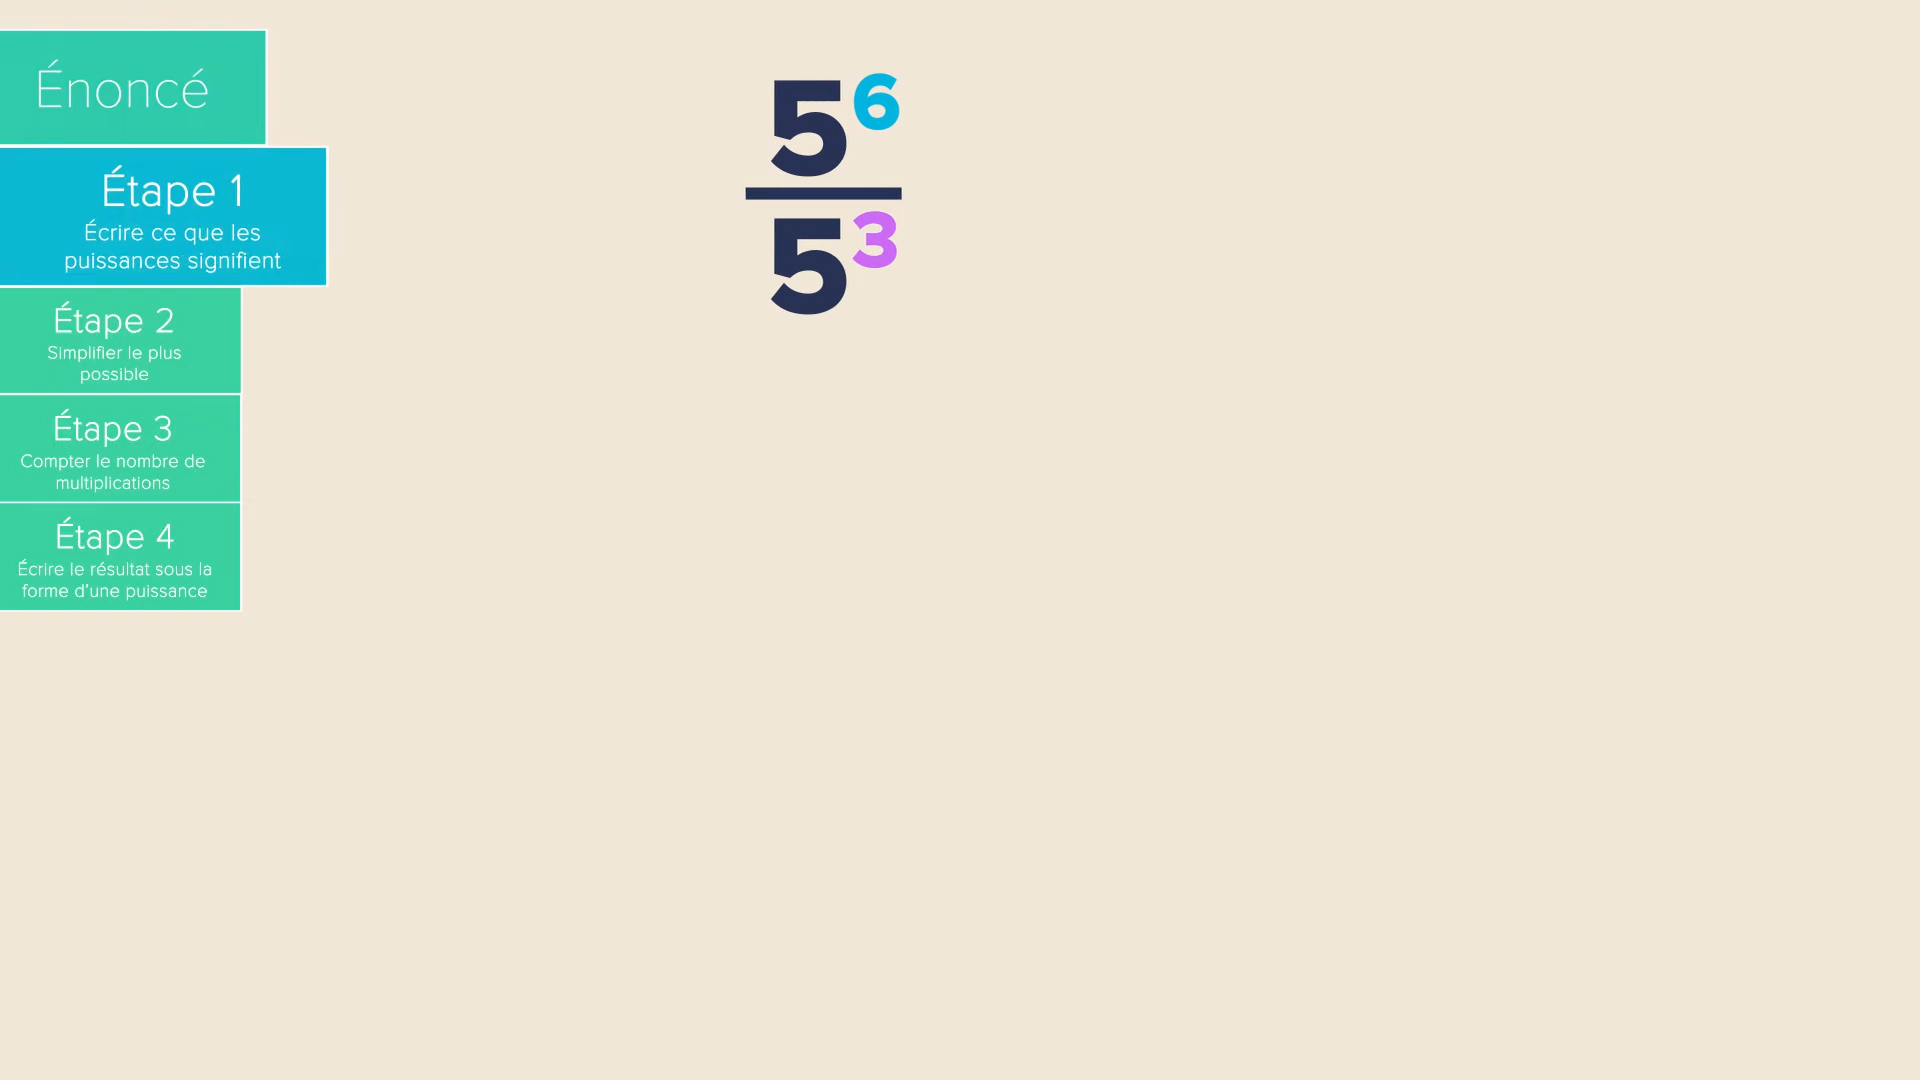 Énoncé
Étape 1
Écrire ce que les
puissances signifient
Étape 2
Simplifier le plus
possible
Étape 3
Compter le nombre de
multiplications
Étape 4
Écrire le résultat sous la
forme d'une puissance
5⁶
5³